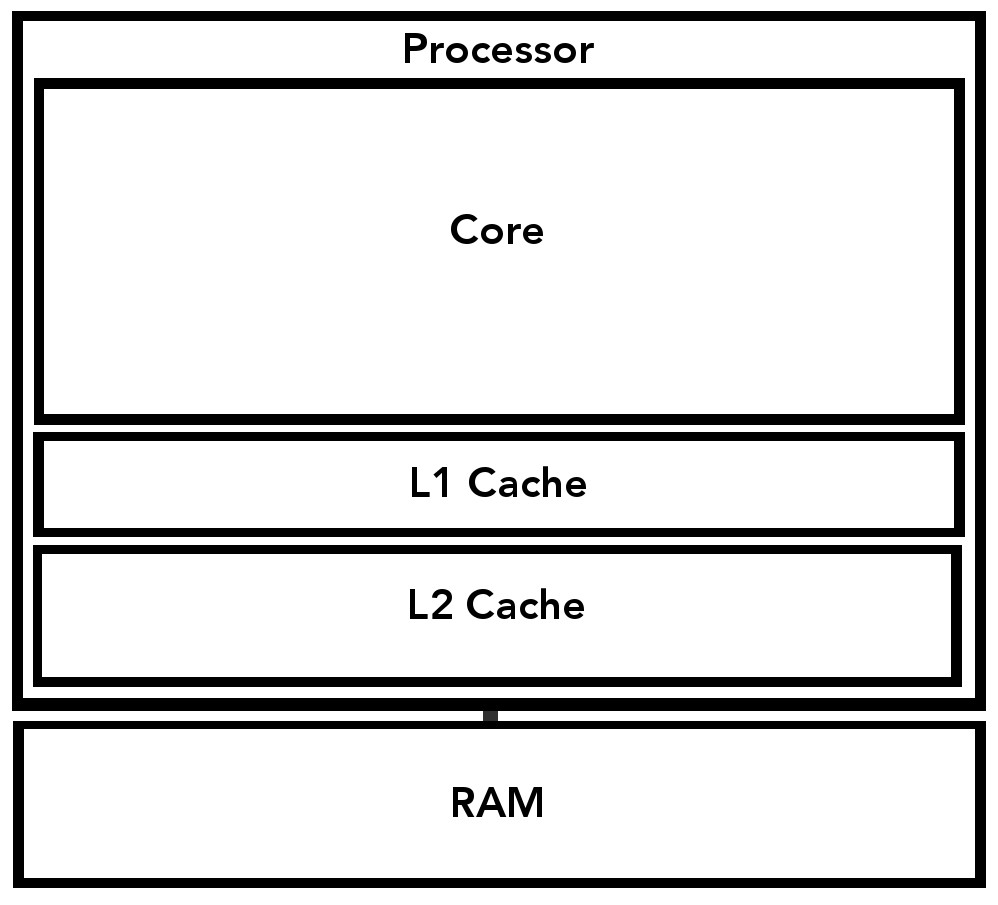 Processor
Core
L1 Cache
L2 Cache
RAM